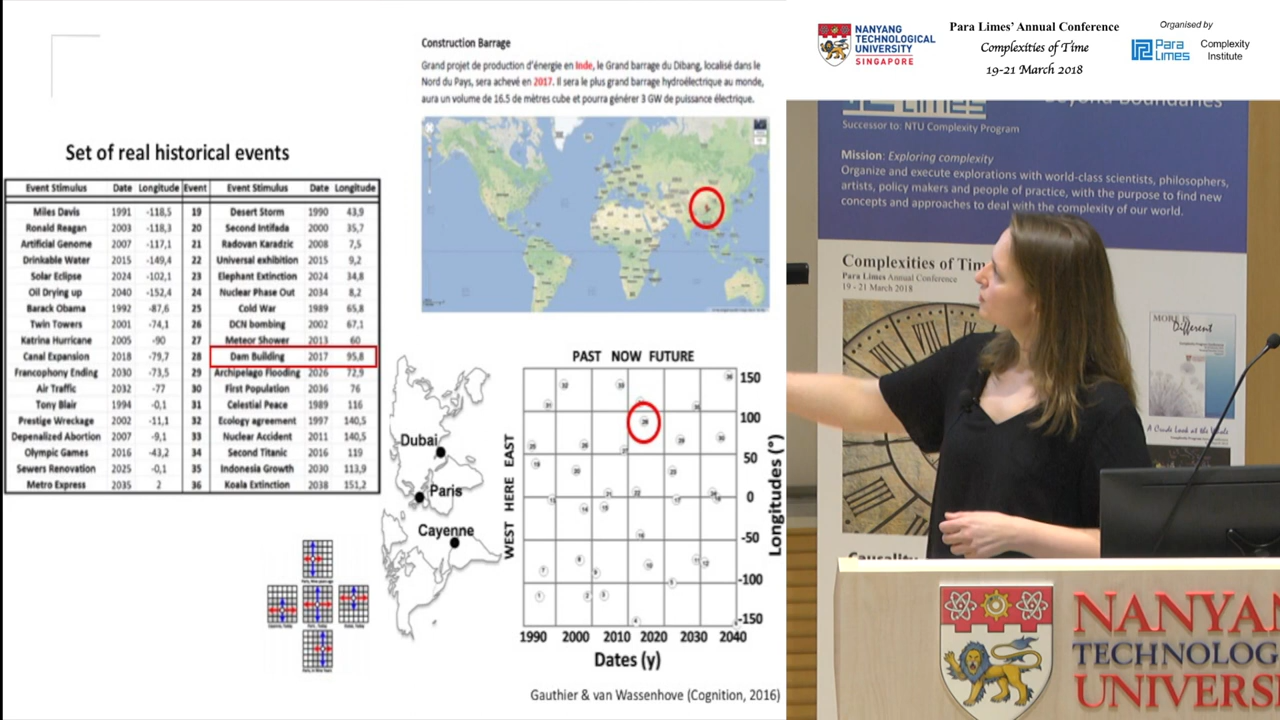 Construction Barrage
Grand projet de production d'énergie en Inde, le Grand barrage du Dibang, localisé dans le
Nord du Pays, sera achevé en 2017. Il sera le plus grand barrage hydroélectrique au monde,
aura un volume de 16.5 de mètres cube et pourra générer 3 GW de puissance électrique.
Set of real historical events
Event Stimulus Date Longitude Event Event Stimulus Date Longitude
Miles Davis 1991 -118,5 19 Desert Storm 1990 43,9
Ronald Reagan 2003 -118,3 20 Second Intifada 2000 35,7
Artificial Genome 2007 -117,1 21 Radovan Karadzic 2008 7,5
Drinkable Water 2015 -149,4 22 Universal exhibition 2015 9,2
Solar Eclipse 2024 -102,1 23 Elephant Extinction 2024 34,8
Oil Drying up 2040 -152,4 24 Nuclear Phase Out 2034 8,2
Barack Obama 1992 -87,6 25 Cold War 1989 65,8
Twin Towers 2001 -74,1 26 DCN bombing 2002 67,1
Katrina Hurricane 2005 -90 27 Meteor Shower 2013 60
Canal Expansion 2018 -79,7 28 Dam Building 2017 95,8
Francophony Ending 2030 -73,5 29 Archipelago Flooding 2026 72,9
Air Traffic 2032 -77 30 First Population 2036 76
Tony Blair 1994 -0,1 31 Celestial Peace 1989 116
Prestige Wreckage 2002 -11,1 32 Ecology agreement 1997 140,5
Depenalized Abortion 2007 -9,1 33 Nuclear Accident 2011 140,5
Olympic Games 2016 -43,2 34 Second Titanic 2016 119
Sewers Renovation 2025 -0,1 35 Indonesia Growth 2030 113,9
Metro Express 2035 2 36 Koala Extinction 2038 151,2
PAST NOW FUTURE
WEST HERE EAST
150
100
50
0
-50
-100
-150
Longitudes (°)
1990 2000 2010 2020 2030 2040
Dates (y)
Dubai
Paris
Cayenne
Gauthier & van Wassenhove (Cognition, 2016)
NANYANG
TECHNOLOGICAL
UNIVERSITY
SINGAPORE
Para Limes' Annual Conference
Complexities of Time
19-21 March 2018
Organised by
Para
LIMES
Complexity
Institute
Beyond Boundaries
Successor to: NTU Complexity Program
Mission: Exploring complexity
Organize and execute explorations with world-class scientists, philosophers,
artists, policy makers and people of practice, with the purpose to find new
concepts and approaches to deal with the complexity of our world.
Complexities of Tim
Para Limes Annual Conference
19 - 21 March 2018
MORE IS
Different
A Crude Look at the Whole
Causality
NANYA
TECHNOLOG
UNIVERS